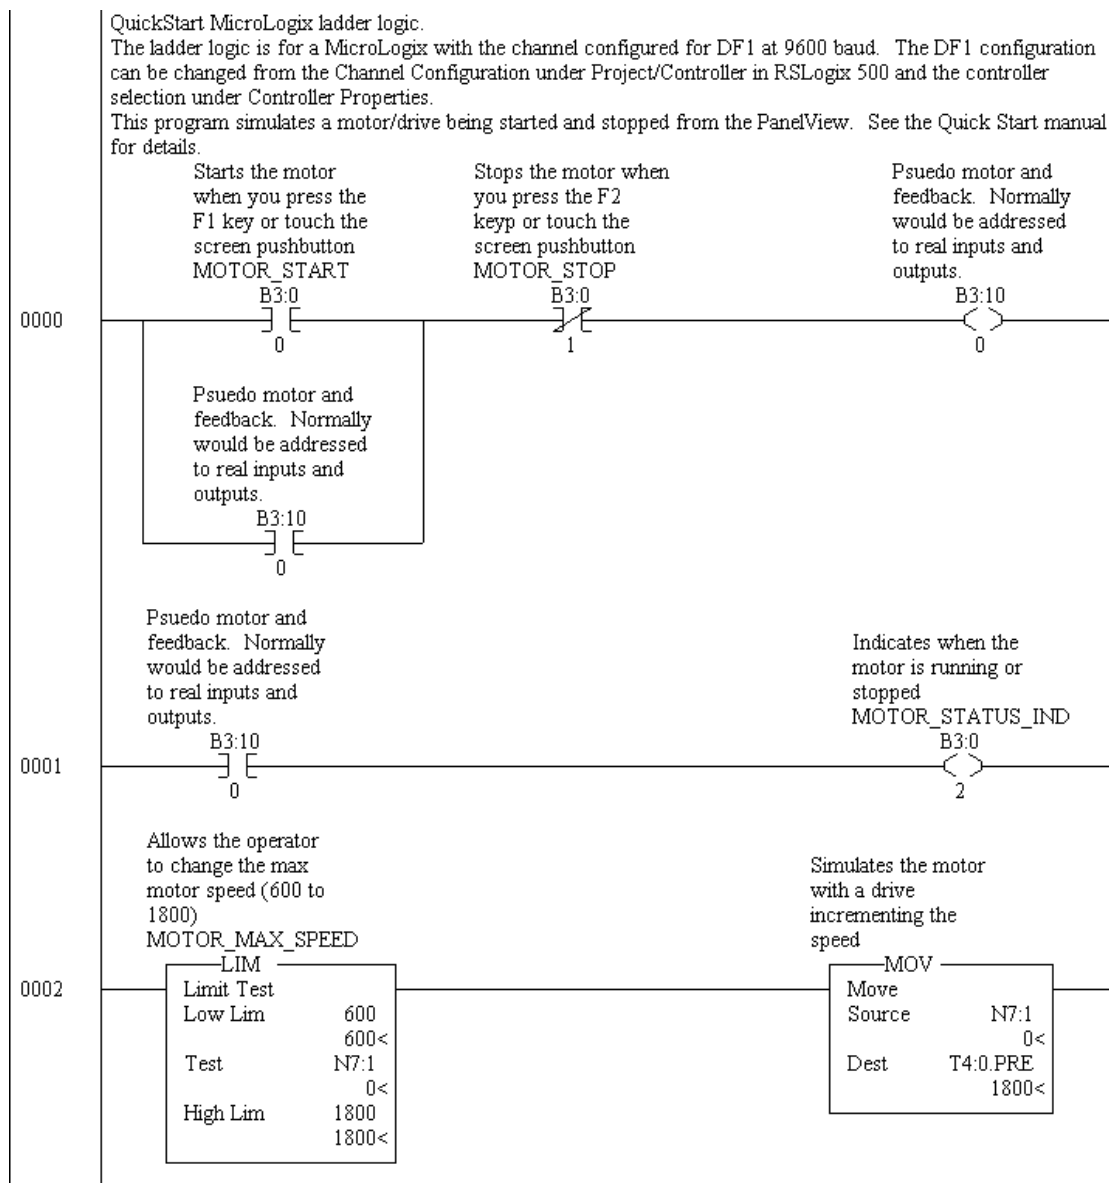 QuickStart MicroLogix ladder logic.
The ladder logic is for a MicroLogix with the channel configured for DF1 at 9600 baud. The DF1 configuration
can be changed from the Channel Configuration under Project/Controller in RSLogix 500 and the controller
selection under Controller Properties.
This program simulates a motor/drive being started and stopped from the PanelView. See the Quick Start manual
for details.
Starts the motor
when you press the
F1 key or touch the
screen pushbutton
MOTOR_START
B3:0
0
Stops the motor when
you press the F2
keyp or touch the
screen pushbutton
MOTOR_STOP
B3:0
1
Psuedo motor and
feedback. Normally
would be addressed
to real inputs and
outputs.
B3:10
0
0000
Psuedo motor and
feedback. Normally
would be addressed
to real inputs and
outputs.
B3:10
0
Psuedo motor and
feedback. Normally
would be addressed
to real inputs and
outputs.
B3:10
0
Indicates when the
motor is running or
stopped
MOTOR_STATUS_IND
B3:0
2
0001
Allows the operator
to change the max
motor speed (600 to
1800)
MOTOR_MAX_SPEED
LIM
Limit Test
Low Lim 600
600<
Test N7:1
0<
High Lim 1800
1800<
Simulates the motor
with a drive
incrementing the
speed
MOV
Move
Source N7:1
0<
Dest T4:0.PRE
1800<
0002